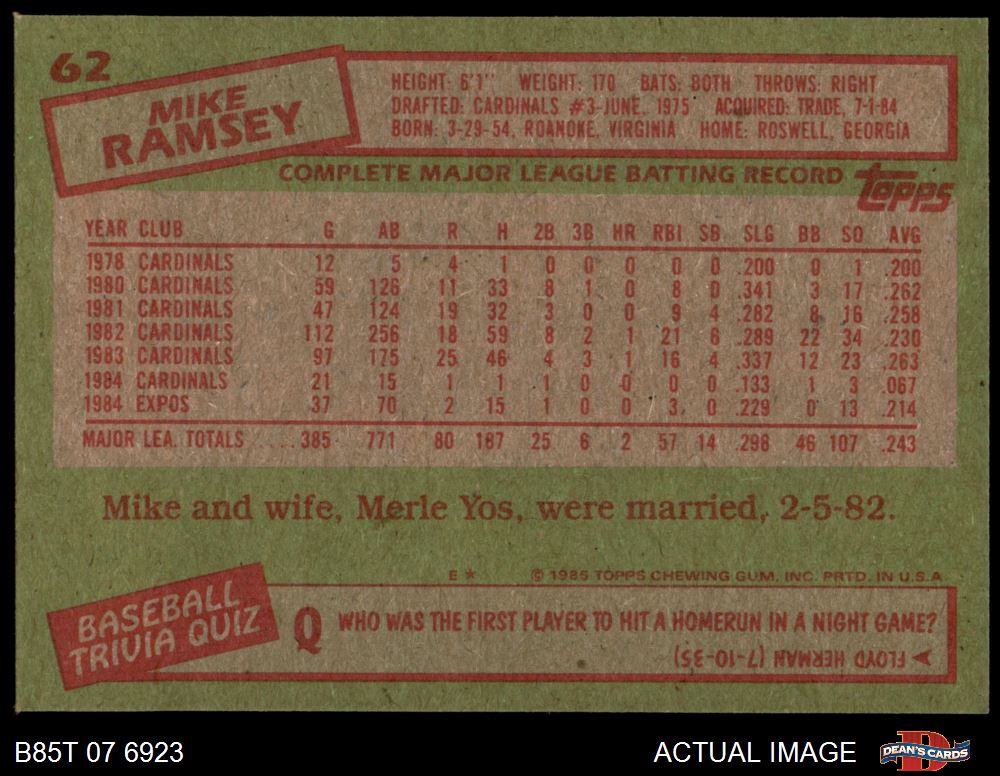 62
MIKE
RAMSEY
HEIGHT: 6'1" WEIGHT: 170 BATS: BOTH THROWS: RIGHT
DRAFTED: CARDINALS #3-JUNE, 1975 ACQUIRED: TRADE, 7-1-84
BORN: 3-29-54, ROANOKE, VIRGINIA HOME: ROSWELL, GEORGIA
COMPLETE MAJOR LEAGUE BATTING RECORD
topps
YEAR CLUB G AB R H 2B 3B HR RBI SB SLG BB SO AVG
1978 CARDINALS 12 5 4 1 0 0 0 0 0 .200 0 1 .200
1980 CARDINALS 59 126 11 33 8 1 0 8 0 .341 3 17 .262
1981 CARDINALS 47 124 19 32 3 0 0 9 4 .282 8 16 .258
1982 CARDINALS 112 256 18 59 8 2 1 21 6 .289 22 34 .230
1983 CARDINALS 97 175 25 46 4 3 1 16 4 .337 12 23 .263
1984 CARDINALS 21 15 1 1 1 0 0 0 0 .133 1 3 .067
1984 EXPOS 37 70 2 15 1 0 0 3 0 .229 0 13 .214
MAJOR LEA. TOTALS .... 385 771 80 187 25 6 2 57 14 .298 46 107 .243
Mike and wife, Merle Yos, were married, 2-5-82.
E * © 1985 TOPPS CHEWING GUM, INC. PRTD. IN U.S.A
BASEBALL
TRIVIA QUIZ
Q WHO WAS THE FIRST PLAYER TO HIT A HOMERUN IN A NIGHT GAME?
FLOYD HERMAN (7-10-35)
B85T 07 6923
ACTUAL IMAGE
D
DEAN'S CARDS